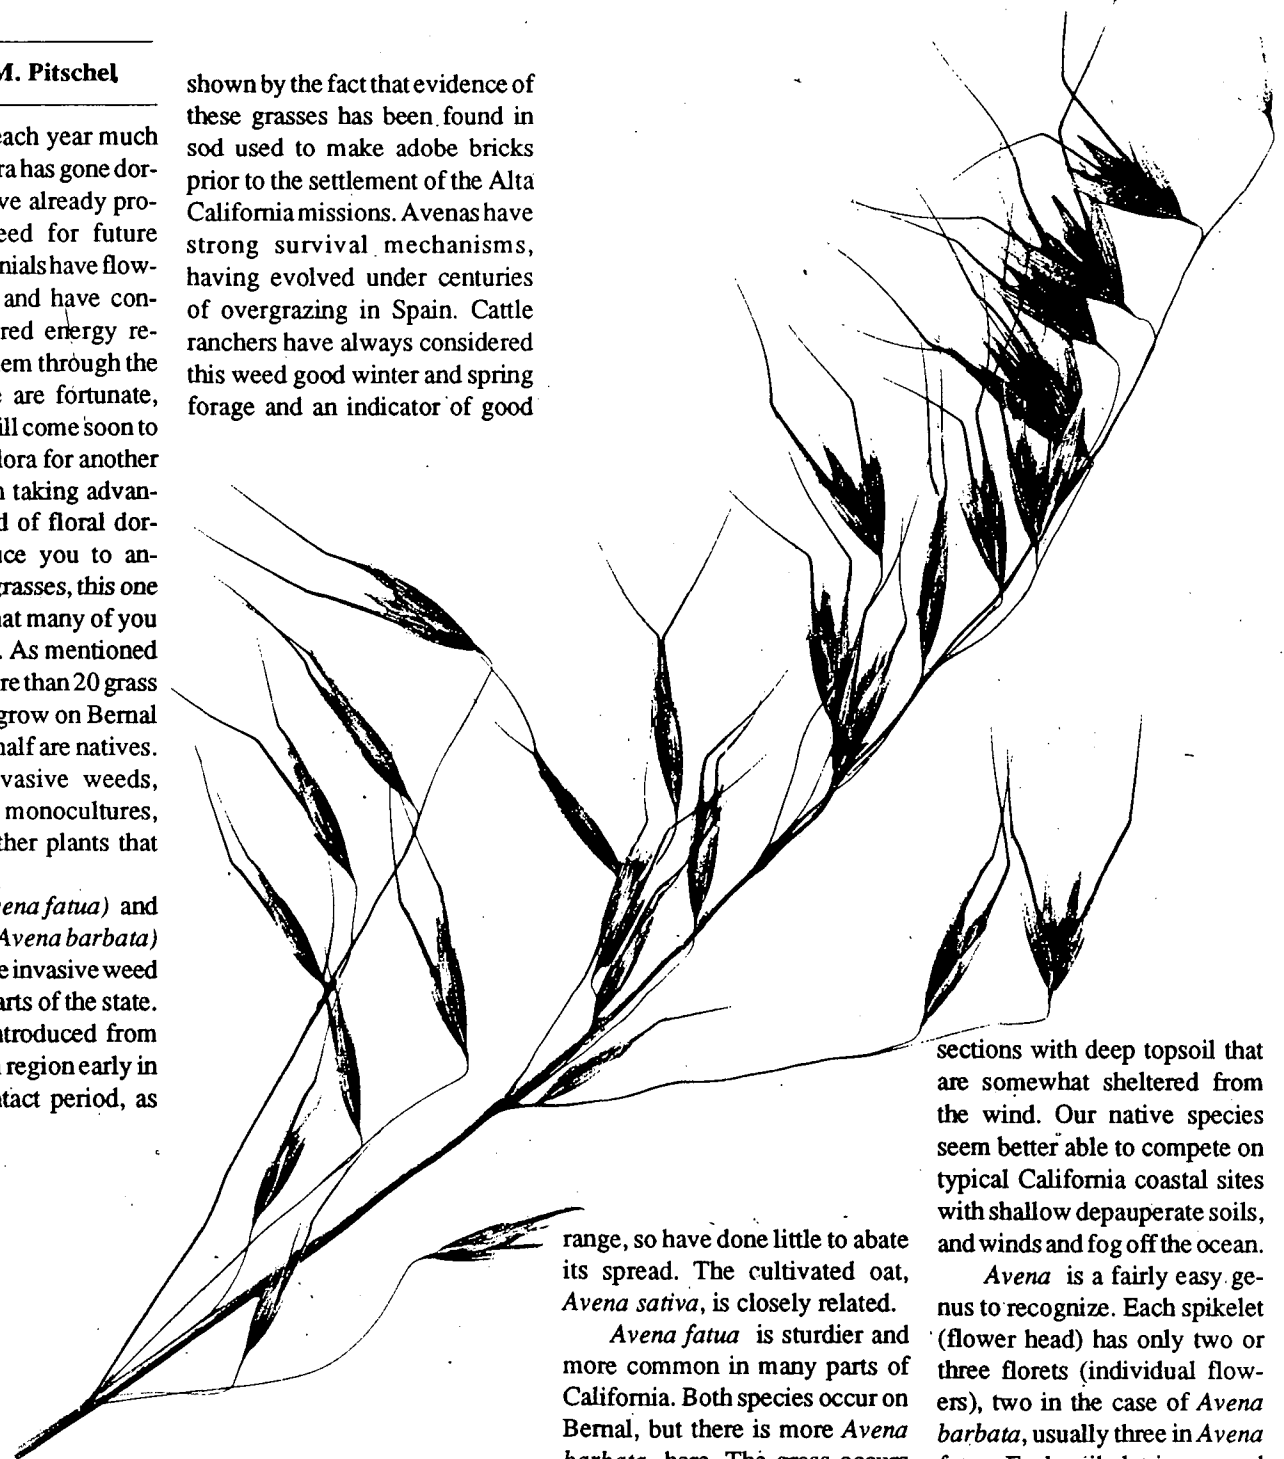 M. Pitschel
each year much
ra has gone dor-
ve already pro-
eed for future
nials have flow-
and have con-
red energy re-
em through the
e are fortunate,
ill come soon to
lora for another
n taking advan-
d of floral dor-
ce you to an-
grasses, this one
at many of you
. As mentioned
re than 20 grass
grow on Bernal
half are natives.
vasive weeds,
monocultures,
ther plants that
ena fatua) and
Avena barbata)
e invasive weed
arts of the state.
ntroduced from
region early in
tact period, as
shown by the fact that evidence of
these grasses has been found in
sod used to make adobe bricks
prior to the settlement of the Alta
California missions. Avenas have
strong survival mechanisms,
having evolved under centuries
of overgrazing in Spain. Cattle
ranchers have always considered
this weed good winter and spring
forage and an indicator of good
range, so have done little to abate
its spread. The cultivated oat,
Avena sativa, is closely related.
Avena fatua is sturdier and
more common in many parts of
California. Both species occur on
Bernal, but there is more Avena
barbata here. The grass occurs
sections with deep topsoil that
are somewhat sheltered from
the wind. Our native species
seem better able to compete on
typical California coastal sites
with shallow depauperate soils,
and winds and fog off the ocean.
Avena is a fairly easy ge-
nus to recognize. Each spikelet
(flower head) has only two or
three florets (individual flow-
ers), two in the case of Avena
barbata, usually three in Avena